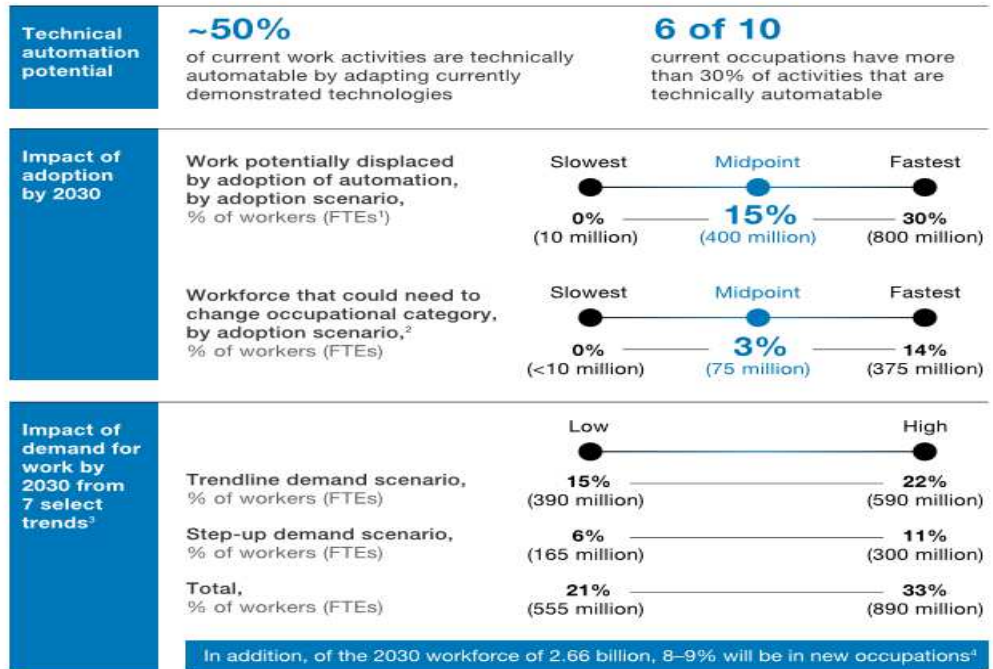 Technical
automation
potential
~50%
of current work activities are technically
automatable by adapting currently
demonstrated technologies
6 of 10
current occupations have more
than 30% of activities that are
technically automatable
Impact of
adoption
by 2030
Work potentially displaced
by adoption of automation,
by adoption scenario,
% of workers (FTEs¹)
Slowest
Midpoint
Fastest
0%
15%
30%
(10 million)
(400 million)
(800 million)
Workforce that could need to
change occupational category,
by adoption scenario,²
% of workers (FTEs)
Slowest
Midpoint
Fastest
0%
3%
14%
(<10 million)
(75 million)
(375 million)
Impact of
demand for
work by
2030 from
7 select
trends³
Low
High
Trendline demand scenario,
% of workers (FTEs)
15%
22%
(390 million)
(590 million)
Step-up demand scenario,
% of workers (FTEs)
6%
11%
(165 million)
(300 million)
Total,
% of workers (FTEs)
21%
33%
(555 million)
(890 million)
In addition, of the 2030 workforce of 2.66 billion, 8–9% will be in new occupations⁴